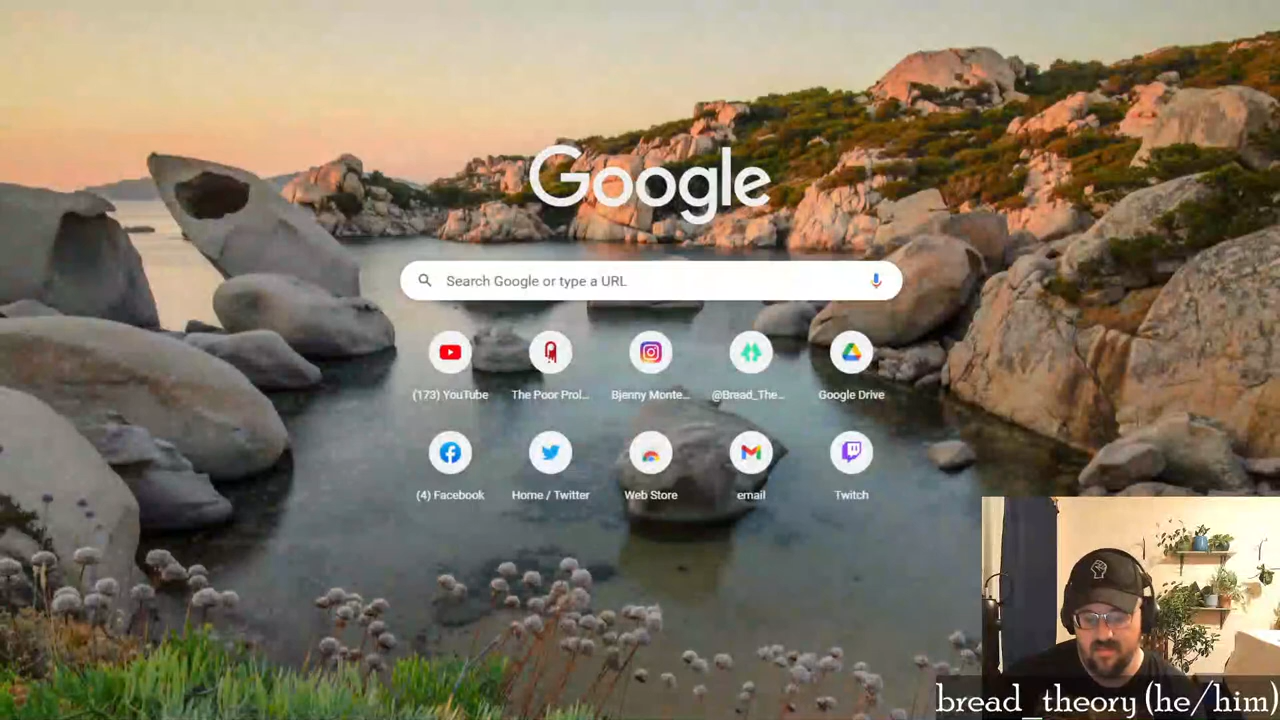 Google
Search Google or type a URL
(173) YouTube
The Poor Prol...
Bjenny Monte...
@Bread_The...
Google Drive
(4) Facebook
Home / Twitter
Web Store
email
Twitch
bread_theory (he/him)